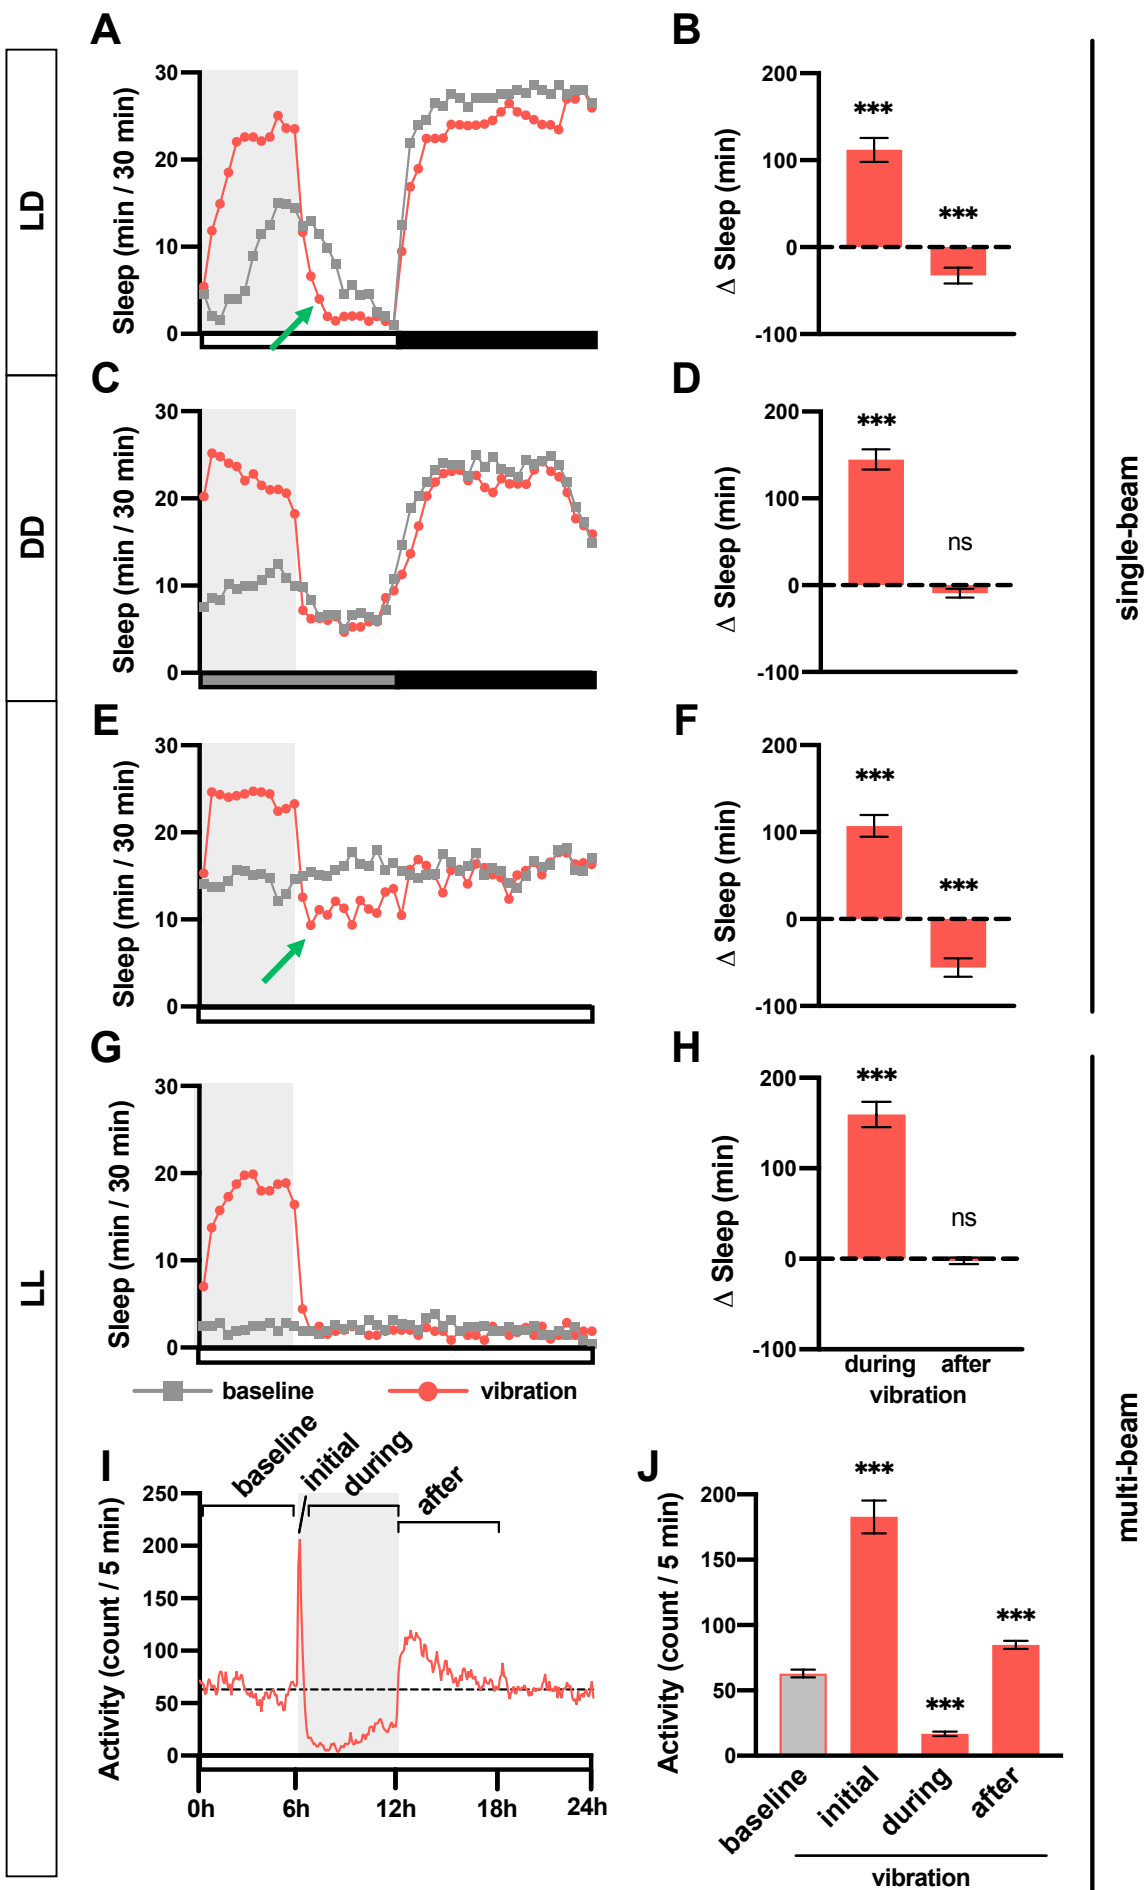 LD
DD
LL
single-beam
multi-beam
A
Sleep (min / 30 min)
30
20
10
0
B
Δ Sleep (min)
200
100
0
-100
***
***
C
Sleep (min / 30 min)
30
20
10
0
D
Δ Sleep (min)
200
100
0
-100
***
ns
E
Sleep (min / 30 min)
30
20
10
0
F
Δ Sleep (min)
200
100
0
-100
***
***
G
Sleep (min / 30 min)
30
20
10
0
baseline
vibration
H
Δ Sleep (min)
200
100
0
-100
***
ns
during after
vibration
I
Activity (count / 5 min)
250
200
150
100
50
0
baseline
initial
during
after
0h 6h 12h 18h 24h
J
Activity (count / 5 min)
200
150
100
50
0
***
***
***
baseline
initial
during
after
vibration